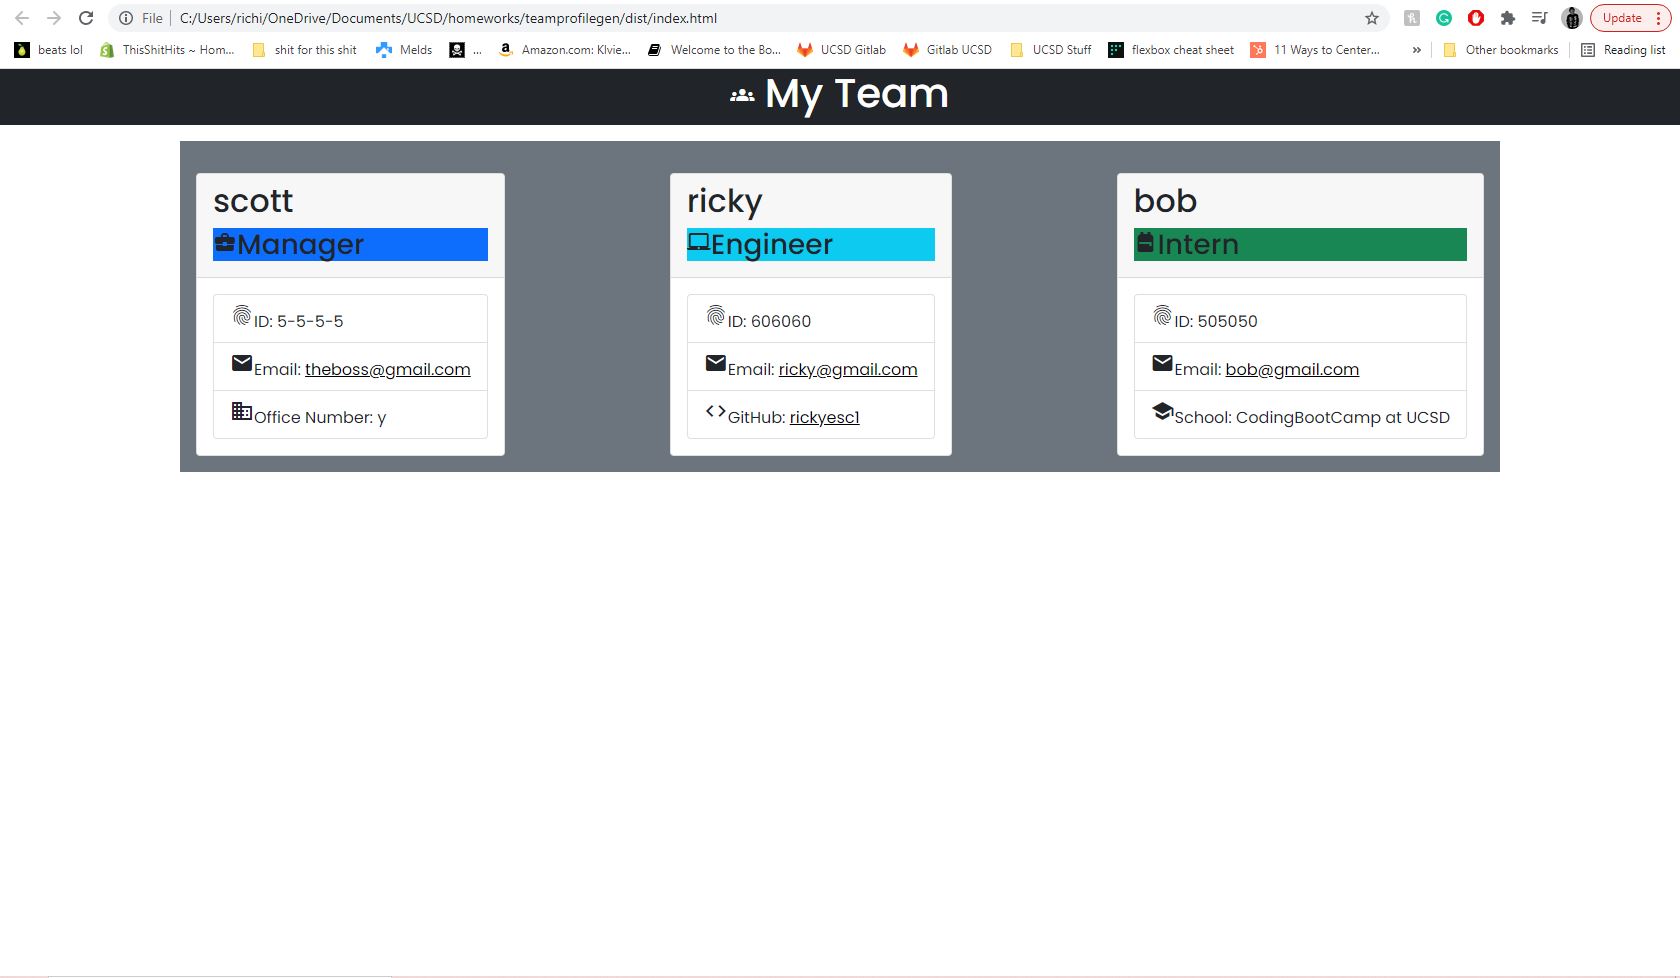 File C:/Users/richi/OneDrive/Documents/UCSD/homeworks/teamprofilegen/dist/index.html Update
beats lol ThisShitHits ~ Hom... shit for this shit Melds ... Amazon.com: Klvie... Welcome to the Bo... UCSD Gitlab Gitlab UCSD UCSD Stuff flexbox cheat sheet 11 Ways to Center... » Other bookmarks Reading list
My Team
scott
Manager
ID: 5-5-5-5
Email: theboss@gmail.com
Office Number: y
ricky
Engineer
ID: 606060
Email: ricky@gmail.com
GitHub: rickyesc1
bob
Intern
ID: 505050
Email: bob@gmail.com
School: CodingBootCamp at UCSD